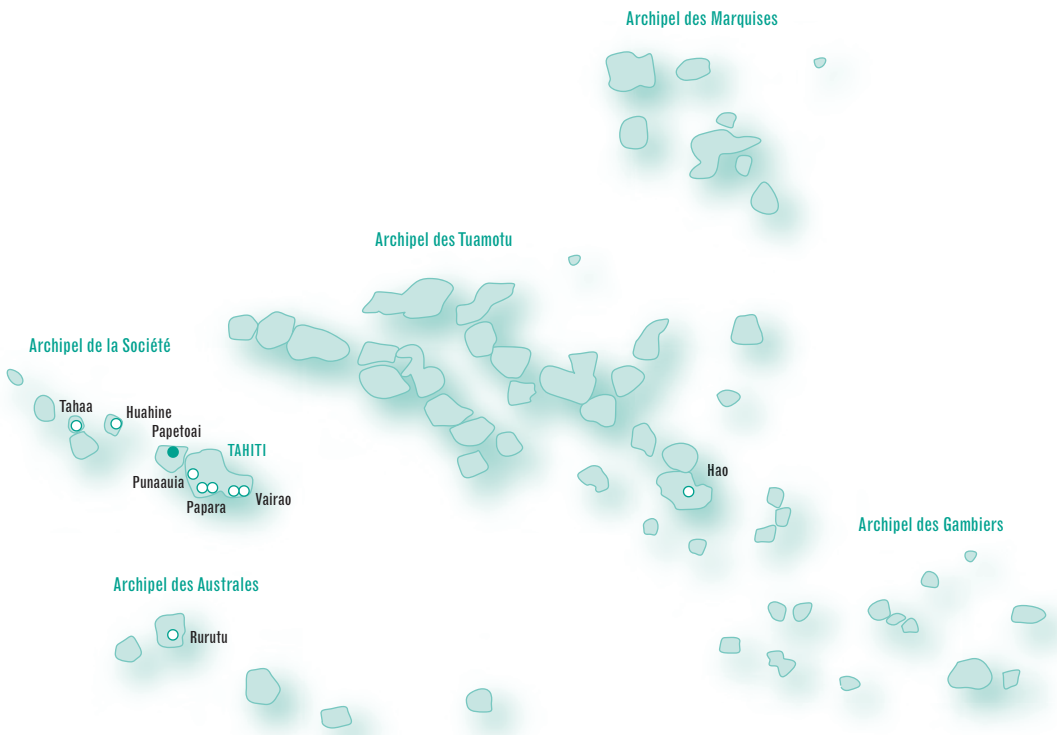 Archipel des Marquises
Archipel des Tuamotu
Archipel de la Société
Tahaa
Huahine
Papetoai
TAHITI
Punaauia
Papara
Vairao
Hao
Archipel des Gambiers
Archipel des Australes
Rurutu